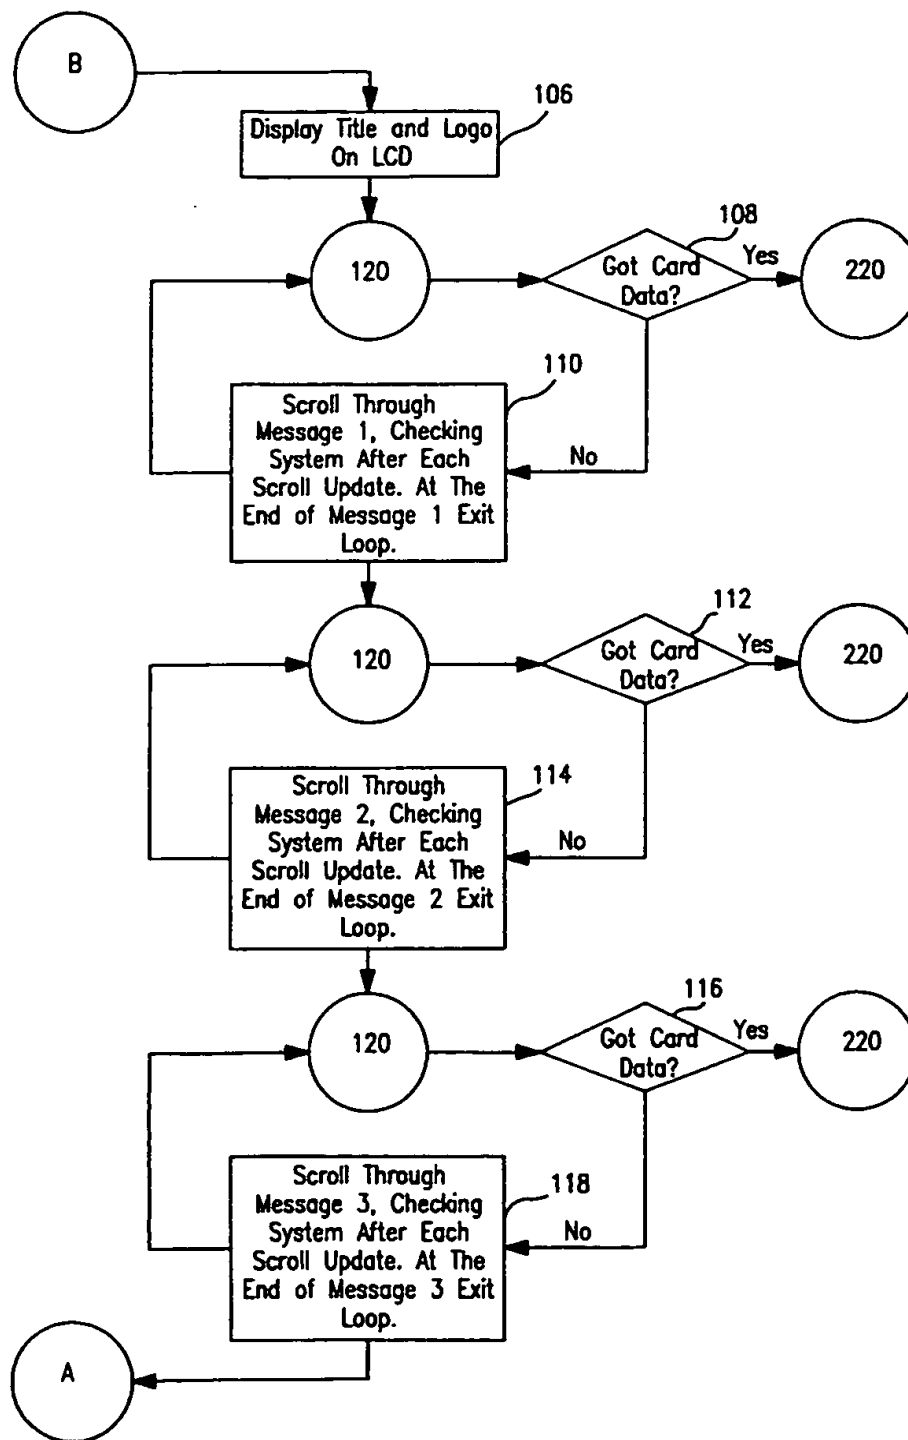 B
106
Display Title and Logo
On LCD
108
120
Got Card
Data?
Yes
220
110
Scroll Through
Message 1, Checking
System After Each
Scroll Update. At The
End of Message 1 Exit
Loop.
No
112
120
Got Card
Data?
Yes
220
114
Scroll Through
Message 2, Checking
System After Each
Scroll Update. At The
End of Message 2 Exit
Loop.
No
116
120
Got Card
Data?
Yes
220
118
Scroll Through
Message 3, Checking
System After Each
Scroll Update. At The
End of Message 3 Exit
Loop.
No
A